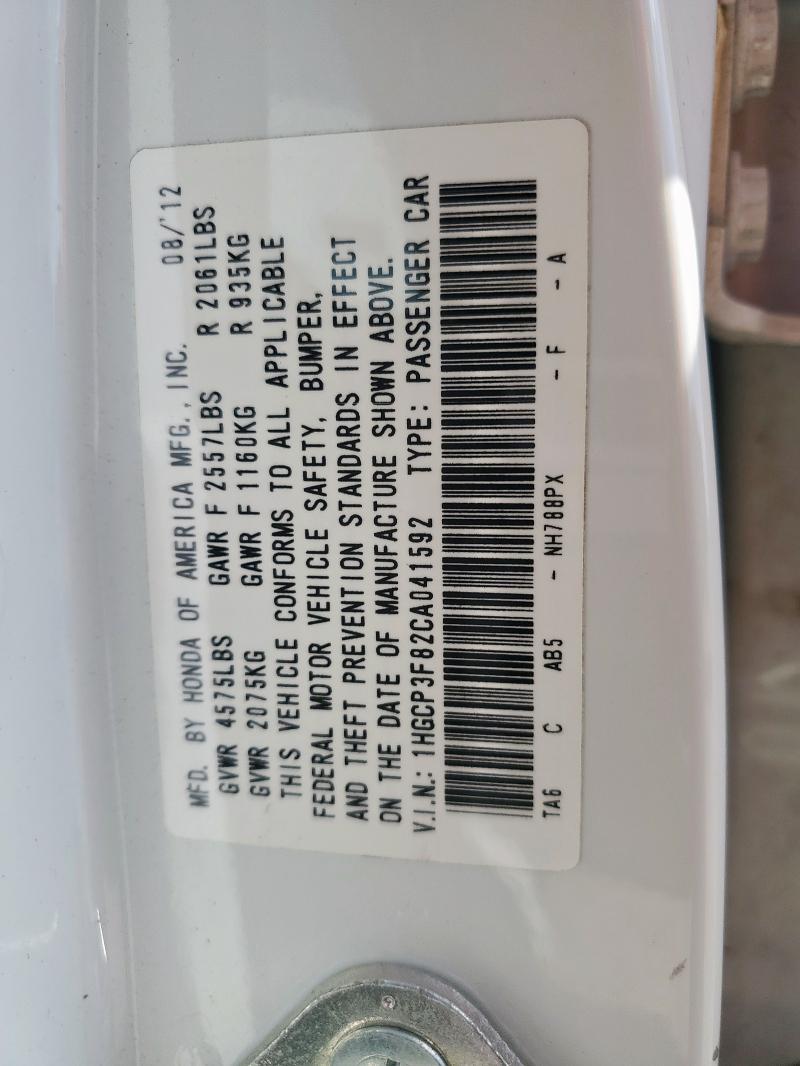 MFD. BY HONDA OF AMERICA MFG., INC. 08/'12
GVWR 4575LBS GAWR F 2557LBS R 2061LBS
GVWR 2075KG GAWR F 1160KG R 935KG
THIS VEHICLE CONFORMS TO ALL APPLICABLE
FEDERAL MOTOR VEHICLE SAFETY, BUMPER,
AND THEFT PREVENTION STANDARDS IN EFFECT
ON THE DATE OF MANUFACTURE SHOWN ABOVE.
V.I.N.: 1HGCP3F82CA041592 TYPE: PASSENGER CAR
TA6 C AB5 - NH788PX - F - A